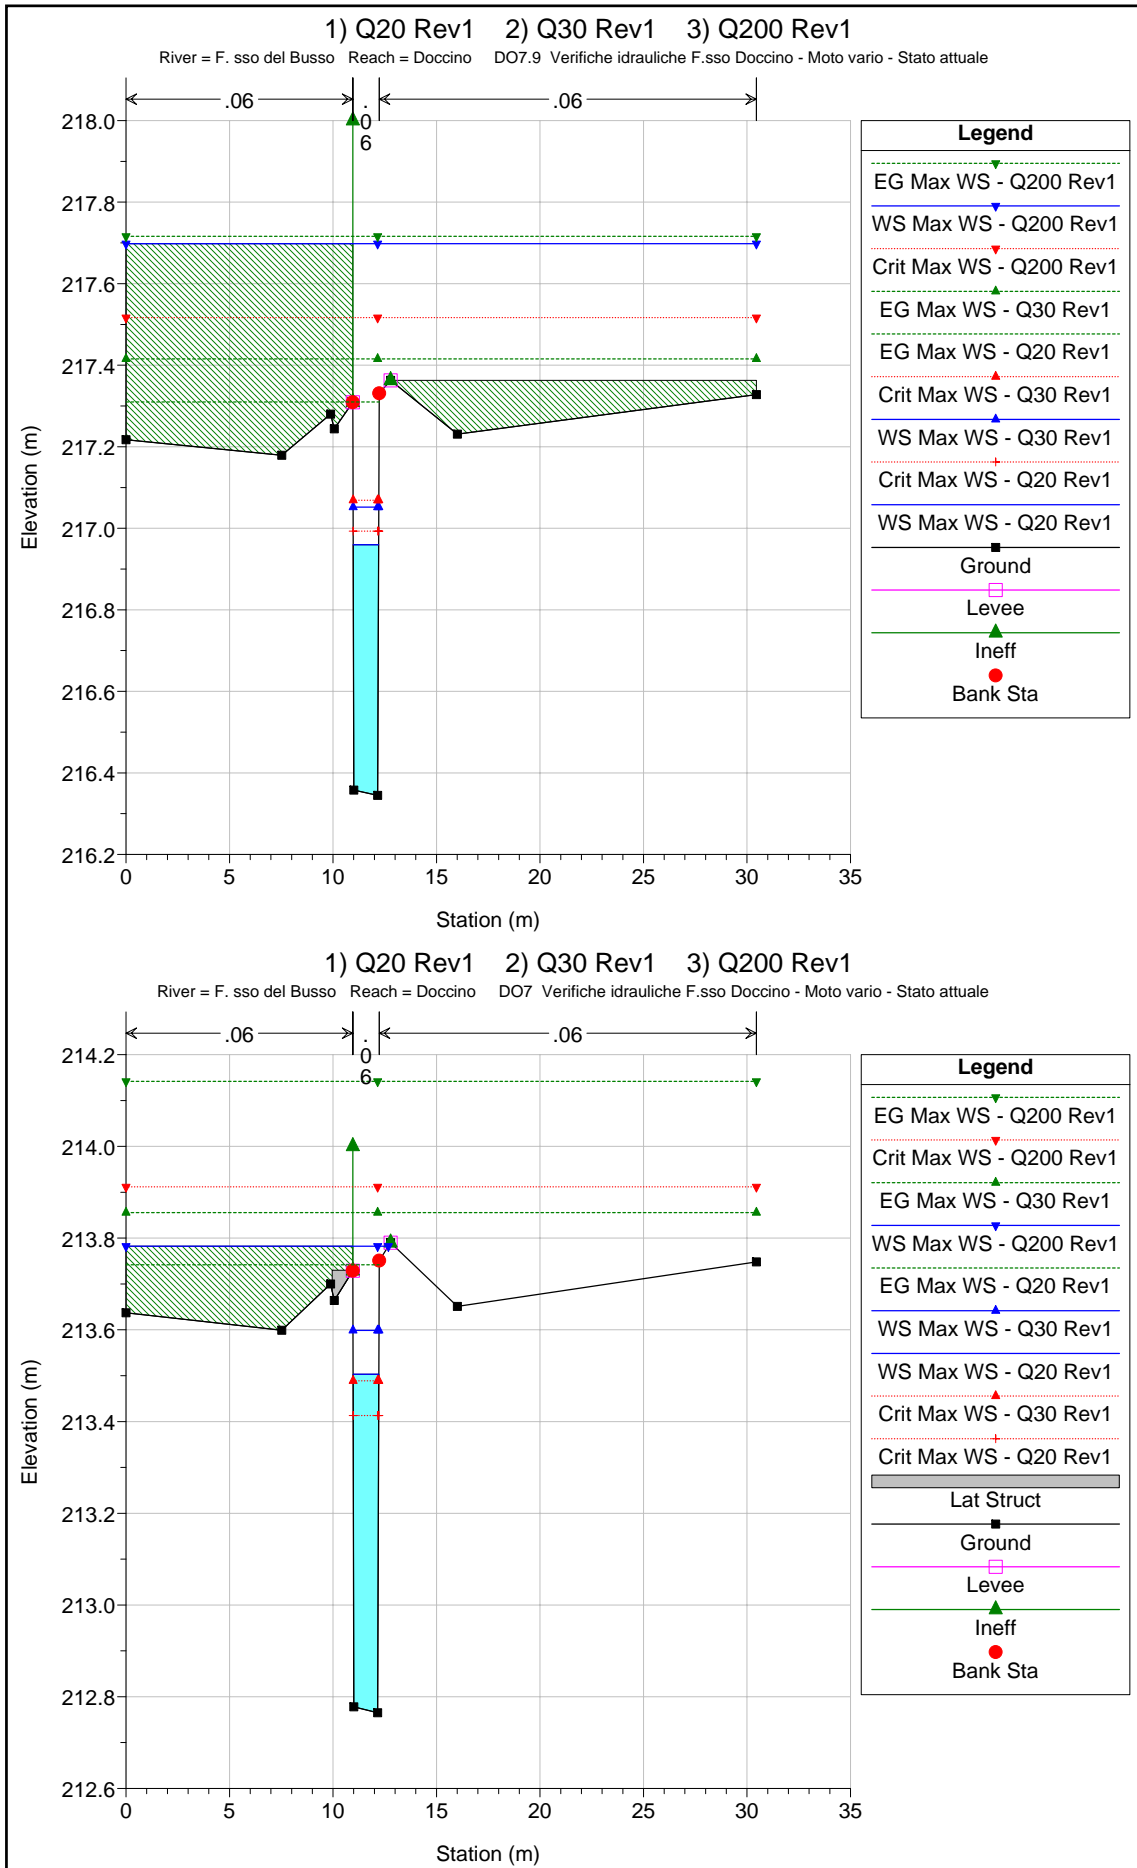 1) Q20 Rev1 2) Q30 Rev1 3) Q200 Rev1
River = F. sso del Busso Reach = Doccino DO7.9 Verifiche idrauliche F.sso Doccino - Moto vario - Stato attuale
.06
.06
.06
218.0
217.8
217.6
217.4
217.2
217.0
216.8
216.6
216.4
216.2
Elevation (m)
0 5 10 15 20 25 30 35
Station (m)
Legend
EG Max WS - Q200 Rev1
WS Max WS - Q200 Rev1
Crit Max WS - Q200 Rev1
EG Max WS - Q30 Rev1
EG Max WS - Q20 Rev1
Crit Max WS - Q30 Rev1
WS Max WS - Q30 Rev1
Crit Max WS - Q20 Rev1
WS Max WS - Q20 Rev1
Ground
Levee
Ineff
Bank Sta
1) Q20 Rev1 2) Q30 Rev1 3) Q200 Rev1
River = F. sso del Busso Reach = Doccino DO7 Verifiche idrauliche F.sso Doccino - Moto vario - Stato attuale
.06
.06
.06
214.2
214.0
213.8
213.6
213.4
213.2
213.0
212.8
212.6
Elevation (m)
0 5 10 15 20 25 30 35
Station (m)
Legend
EG Max WS - Q200 Rev1
Crit Max WS - Q200 Rev1
EG Max WS - Q30 Rev1
WS Max WS - Q200 Rev1
EG Max WS - Q20 Rev1
WS Max WS - Q30 Rev1
WS Max WS - Q20 Rev1
Crit Max WS - Q30 Rev1
Crit Max WS - Q20 Rev1
Lat Struct
Ground
Levee
Ineff
Bank Sta